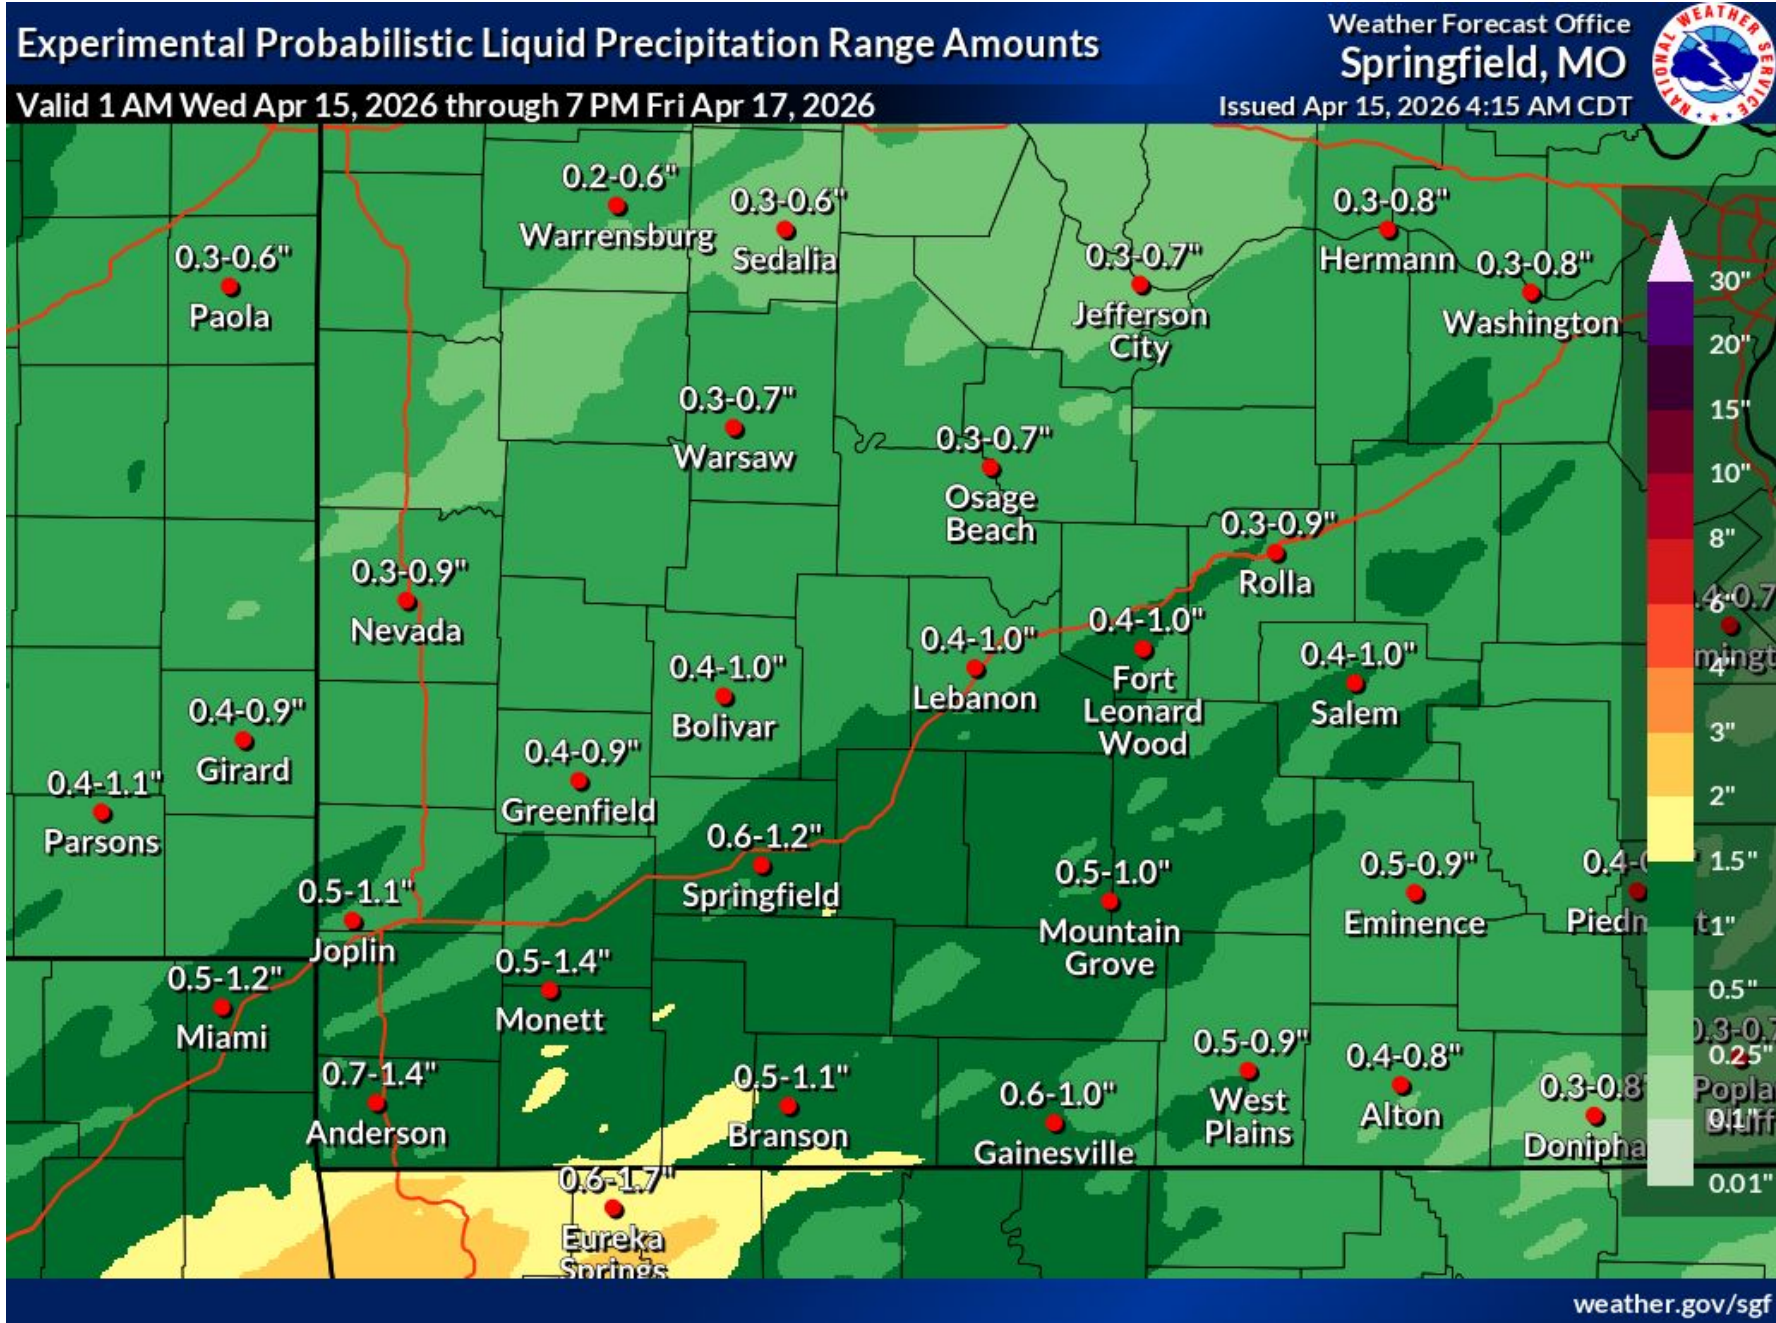 Experimental Probabilistic Liquid Precipitation Range Amounts
Valid 1 AM Wed Apr 15, 2026 through 7 PM Fri Apr 17, 2026
Weather Forecast Office
Springfield, MO
Issued Apr 15, 2026 4:15 AM CDT
NATIONAL WEATHER SERVICE
0.2-0.6"
Warrensburg
0.3-0.6"
Sedalia
0.3-0.8"
Hermann
0.3-0.6"
Paola
0.3-0.7"
Jefferson
City
0.3-0.8"
Washington
0.3-0.7"
Warsaw
0.3-0.7"
Osage
Beach
0.3-0.9"
Rolla
0.3-0.9"
Nevada
0.4-1.0"
Lebanon
0.4-1.0"
Fort
Leonard
Wood
0.4-1.0"
Salem
0.4-1.0"
Bolivar
0.4-0.9"
Girard
0.4-0.9"
Greenfield
0.4-1.1"
Parsons
0.6-1.2"
Springfield
0.5-1.0"
Mountain
Grove
0.5-0.9"
Eminence
0.5-1.1"
Joplin
0.5-1.4"
Monett
0.5-1.2"
Miami
0.7-1.4"
Anderson
0.5-1.1"
Branson
0.6-1.0"
Gainesville
0.5-0.9"
West
Plains
0.4-0.8"
Alton
0.3-0.8
Donipha
0.6-1.7"
Eureka
Springs
30"
20"
15"
10"
8"
6"
4"
3"
2"
1.5"
1"
0.5"
0.25"
0.1"
0.01"
weather.gov/sgf